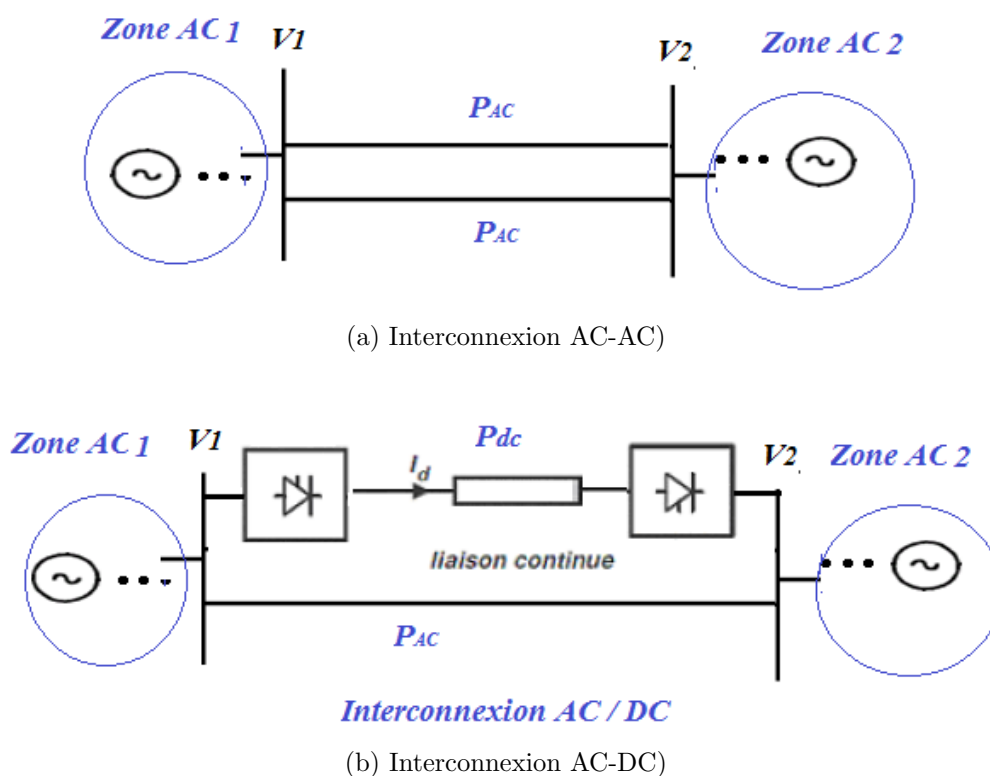 Zone AC 1
V1
V2
Zone AC 2
PAC
PAC
(a) Interconnexion AC-AC)
Zone AC 1
V1
Pdc
V2
Zone AC 2
Id
liaison continue
PAC
Interconnexion AC / DC
(b) Interconnexion AC-DC)